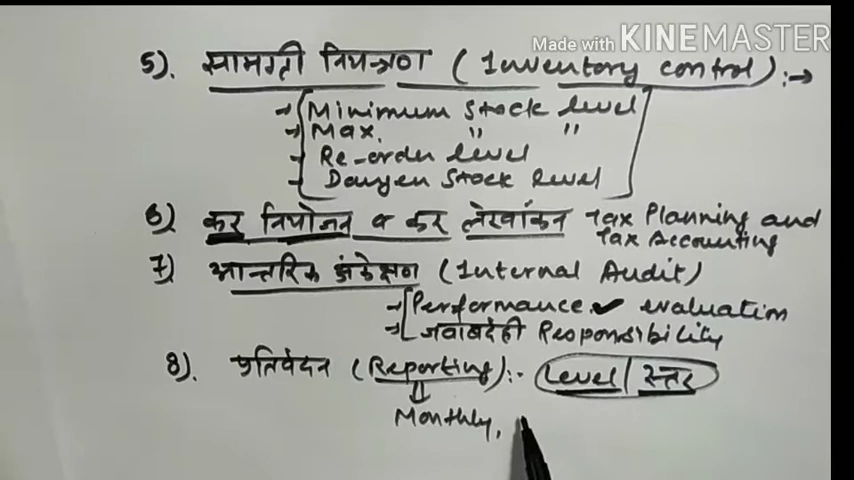 Made with KINEMASTER
5). सामग्री नियन्त्रण (Inventory control) :→
→ Minimum Stock level
→ Max. " "
→ Re-order level
→ Danger Stock level
6) कर नियोजन व कर लेखांकन Tax Planning and
Tax Accounting
7) आन्तरिक अंकेक्षण (Internal Audit)
→ Performance ✓ evaluation
→ जवाबदेही Responsibility
8). प्रतिवेदन (Reporting):- Level/स्तर
⇓
Monthly,